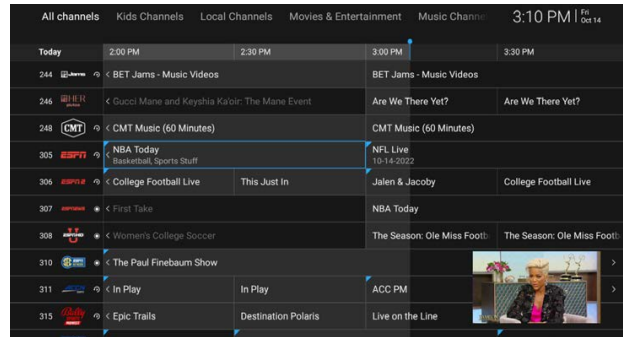 All channels Kids Channels Local Channels Movies & Entertainment Music Channe 3:10 PM Fri Oct 14
Today 2:00 PM 2:30 PM 3:00 PM 3:30 PM
244 BET Jams - Music Videos BET Jams - Music Videos
246 HER < Gucci Mane and Keyshia Ka'oir: The Mane Event Are We There Yet? Are We There Yet?
248 CMT < CMT Music (60 Minutes) CMT Music (60 Minutes)
305 ESPN < NBA Today NFL Live
Basketball, Sports Stuff 10-14-2022
306 ESPN 2 < College Football Live This Just In Jalen & Jacoby College Football Live
307 ESPNEWS < First Take NBA Today
308 ESPNU < Women's College Soccer The Season: Ole Miss Footb The Season: Ole Miss Footb
310 < The Paul Finebaum Show >
311 < In Play In Play ACC PM >
315 Bally < Epic Trails Destination Polaris Live on the Line